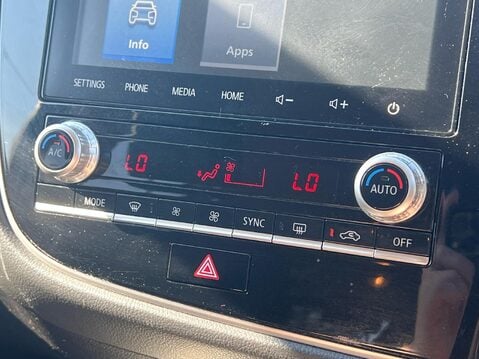 Info
Apps
SETTINGS PHONE MEDIA HOME
A/C LO LO AUTO
MODE SYNC OFF